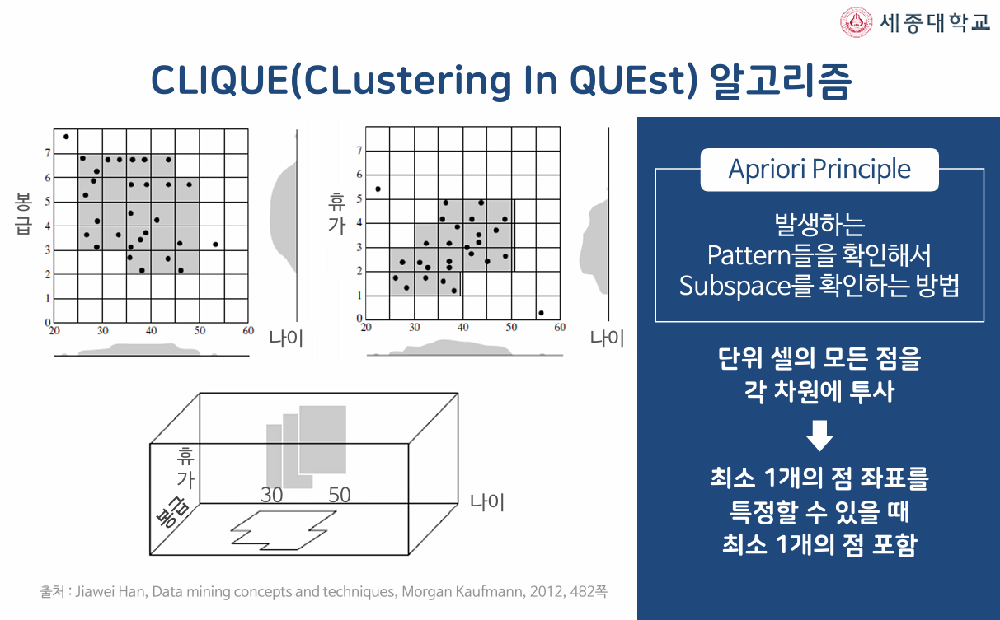 세종대학교
CLIQUE(CLustering In QUEst) 알고리즘
봉급
7
6
5
4
3
2
1
0
20 30 40 50 60
나이
휴가
7
6
5
4
3
2
1
0
20 30 40 50 60
나이
휴가
봉급
30 50
나이
출처 : Jiawei Han, Data mining concepts and techniques, Morgan Kaufmann, 2012, 482쪽
Apriori Principle
발생하는
Pattern들을 확인해서
Subspace를 확인하는 방법
단위 셀의 모든 점을
각 차원에 투사
최소 1개의 점 좌표를
특정할 수 있을 때
최소 1개의 점 포함